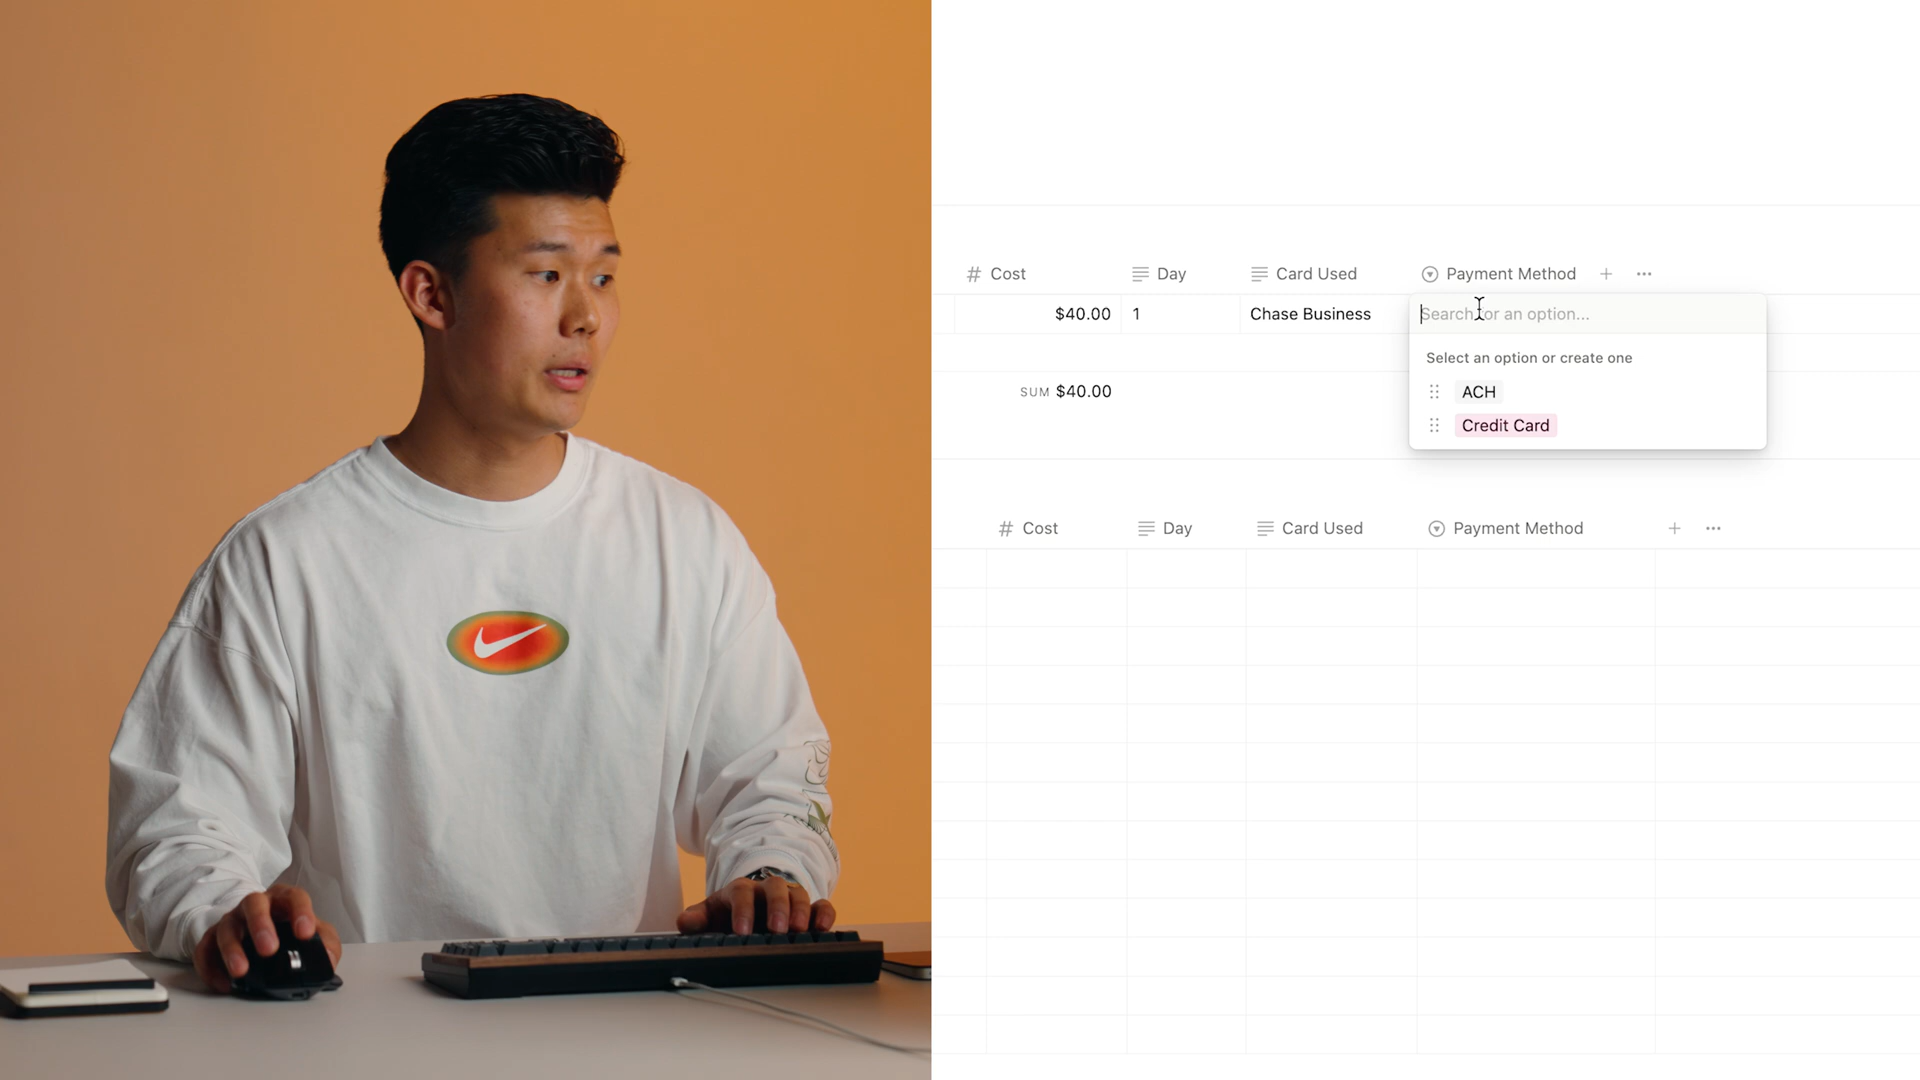 Cost Day Card Used Payment Method
$40.00 1 Chase Business Search for an option...
Select an option or create one
ACH
SUM $40.00
Credit Card
Cost Day Card Used Payment Method